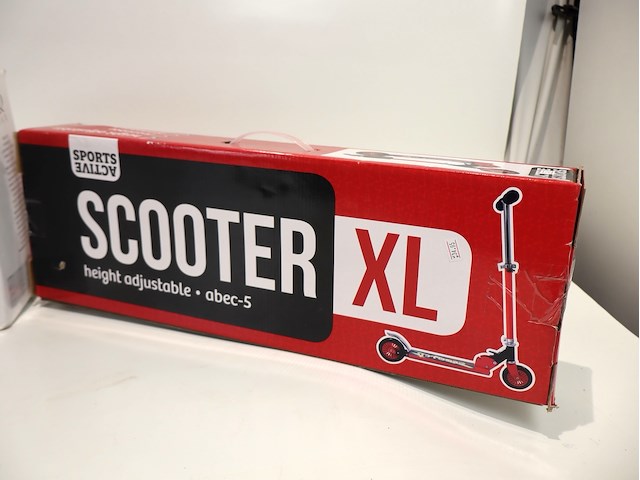 SPORTS
ACTIVE
SCOOTER
XL
height adjustable • abec-5